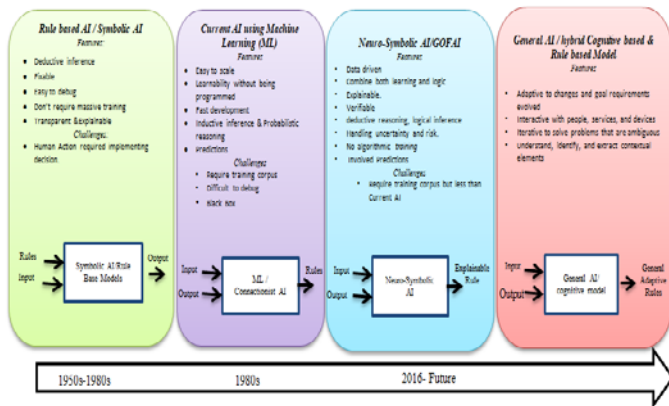 Rule based AI / Symbolic AI
Features:
Deductive inference
Fixable
Easy to debug
Don't require massive training
Transparent & Explainable
Challenges:
Human Action required implementing
decision.
Rules
Input
Symbolic AI/Rule
Base Models
Output
Current AI using Machine
Learning (ML)
Features:
Easy to scale
Learnability without being
programmed
Fast development
Inductive inference & Probabilistic
reasoning
Predictions
Challenges
Require training corpus
Difficult to debug
Black Box
Input
Output
ML /
Connectionist AI
Rules
Neuro-Symbolic AI/GOFAI
Features:
Data driven
Combine both learning and logic
Explainable.
Verifiable
deductive reasoning, logical inference
Handling uncertainty and risk.
No algorithmic training
Involved Predictions
Challenges
Require training corpus but less than
Current AI
Input
Output
Neuro-Symbolic
AI
Explainable
Rule
General AI / hybrid Cognitive based &
Rule based Model
Features:
Adaptive to changes and goal requirements
evolved
Interactive with people, services, and devices
Iterative to solve problems that are ambiguous
Understand, identify, and extract contextual
elements
Input
Output
General AI/
cognitive model
General
Adaptive
Rules
1950s-1980s
1980s
2016- Future